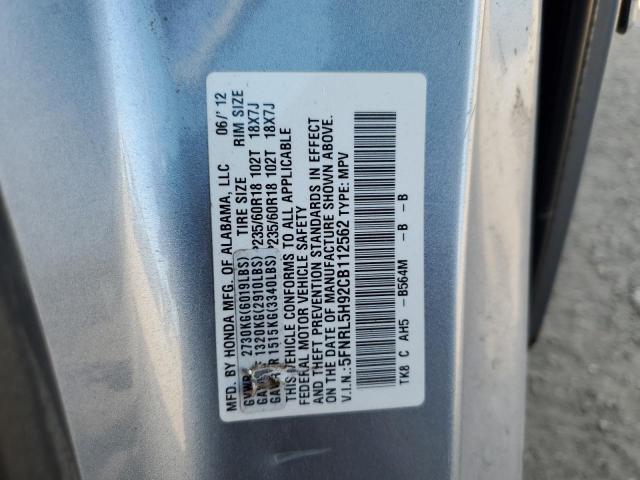 MFD. BY HONDA MFG. OF ALABAMA, LLC 06/'12
GVWR 2730KG(6019LBS) TIRE SIZE RIM SIZE
1320KG(2910LBS) P235/60R18 102T 18X7J
R 1515KG(3340LBS) P235/60R18 102T 18X7J
THIS VEHICLE CONFORMS TO ALL APPLICABLE
FEDERAL MOTOR VEHICLE SAFETY
AND THEFT PREVENTION STANDARDS IN EFFECT
ON THE DATE OF MANUFACTURE SHOWN ABOVE.
V.I.N.:5FNRL5H92CB112562 TYPE: MPV
TK8 C AH5 - B564M - B - B